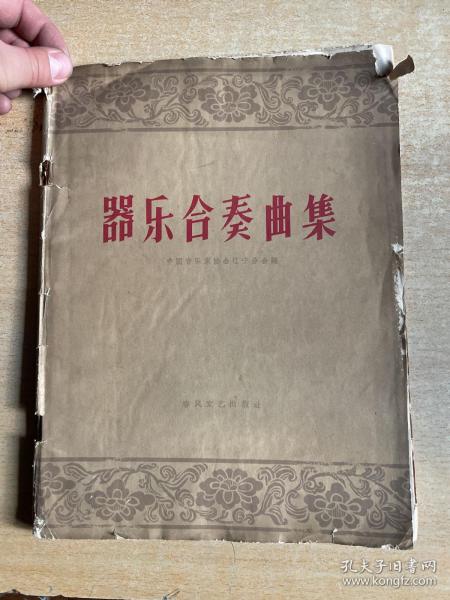 器乐合奏曲集
中国音乐家协会辽宁分会编
春风文艺出版社
孔夫子旧书网
www.kongfz.com